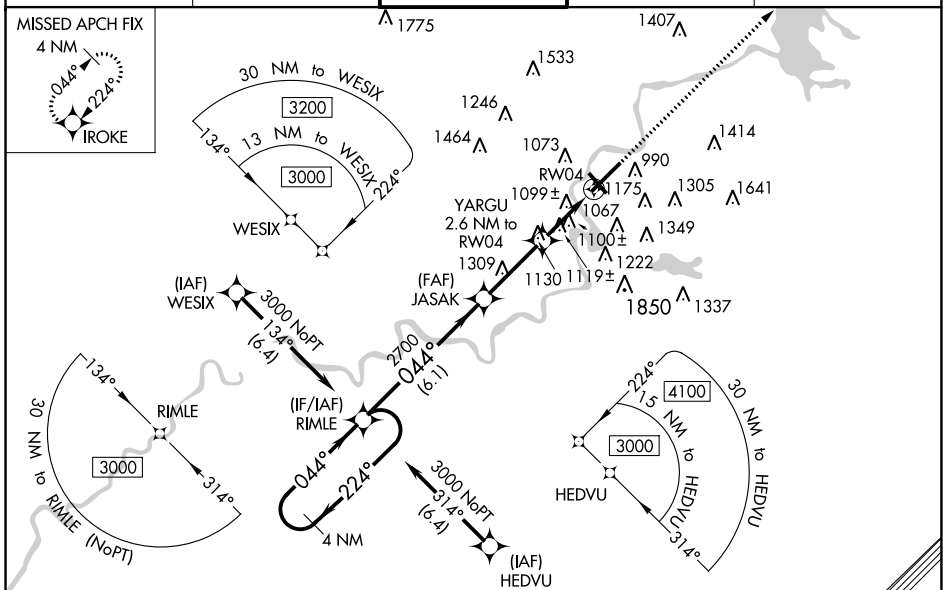 MISSED APCH FIX
4 NM
044°
224°
IROKE
1775
1407
1533
1246
1464
1073
1414
990
RW04
1175
1305
1641
1099±
1067
YARGU
2.6 NM to
RW04
1349
1100±
1222
1130
1119±
1309
1850
1337
30 NM to WESIX
3200
134°
13 NM to WESIX
3000
224°
WESIX
(FAF)
JASAK
(IAF)
WESIX
3000 NoPT
134°
(6.4)
2700
044°
(6.1)
(IF/IAF)
RIMLE
044°
224°
4 NM
3000 NoPT
314°
(6.4)
(IAF)
HEDVU
134°
RIMLE
3000
314°
30 NM to RIMLE (NoPT)
224°
4100
15 NM to HEDVU
3000
30 NM to HEDVU
HEDVU
314°